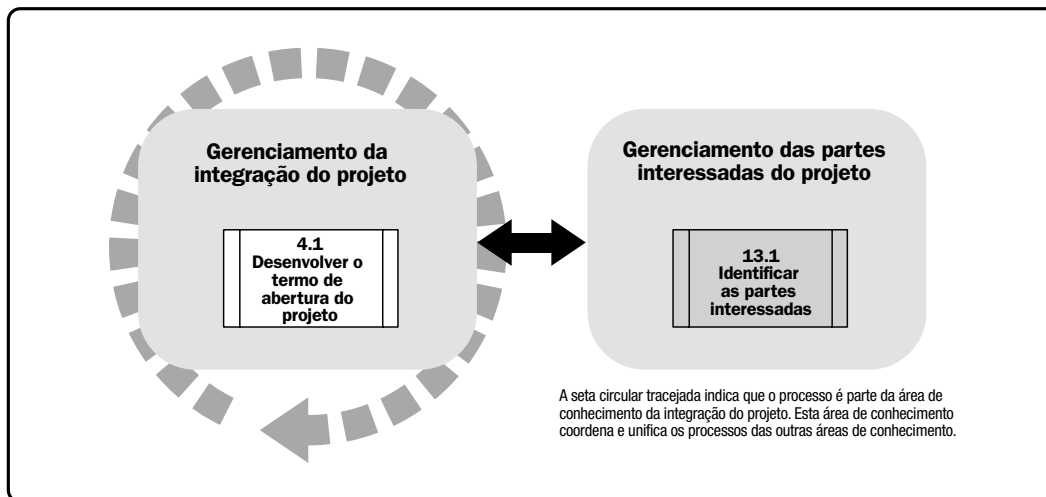 Gerenciamento da
integração do projeto
4.1
Desenvolver o
termo de
abertura do
projeto
Gerenciamento das partes
interessadas do projeto
13.1
Identificar
as partes
interessadas
A seta circular tracejada indica que o processo é parte da área de
conhecimento da integração do projeto. Esta área de conhecimento
coordena e unifica os processos das outras áreas de conhecimento.